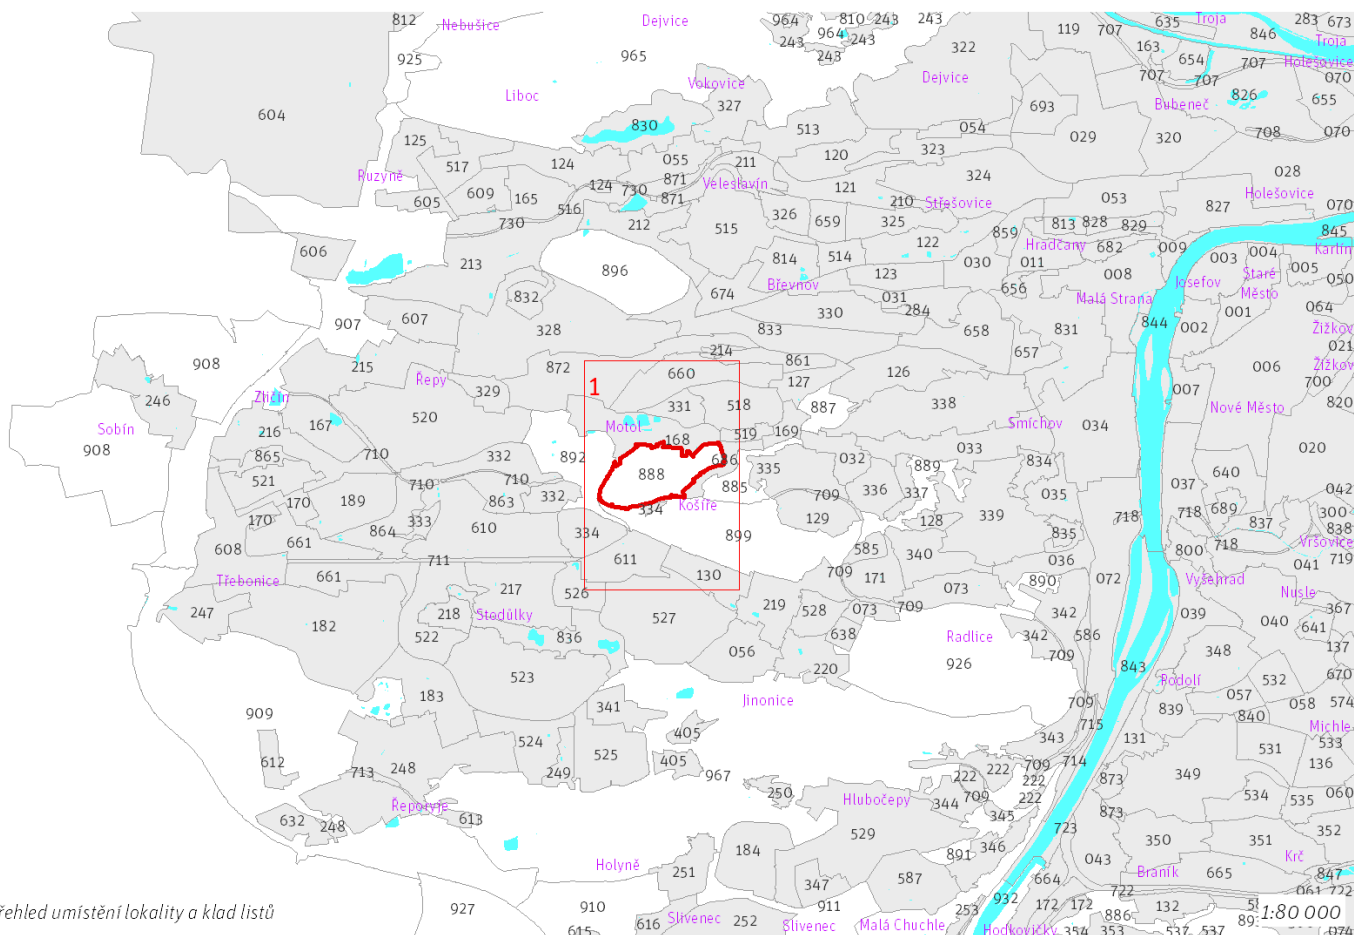 812 Nebušice Dejvice 964 810 243 243 119 707 635 Troja 283 673
243 964 243 846 Troja
925 965 243 322 163 654 707 Holešovice
Liboc Vokovice Dejvice 707 707 070
604 327 693 Bubeneč 826 655
830 513 054 029 320 708 070
125 517 124 055 211 120 323
Ruzyně 609 165 124 730 871 Veleslavín 121 324 028
605 516 871 210 Střešovice 053 Holešovice
730 212 515 326 659 325 813 828 829 827 070
606 213 896 814 514 122 859 Hradčany 682 009 845
832 674 Břevnov 123 030 011 003 004 Karlín
656 008 Josefov Staré Město 005 050
907 607 328 330 031 284 Malá Strana 844 002 001 064
833 658 831 Žižkov
908 215 872 214 861 657 006 021
Řepy 329 1 660 127 126 007 Žižkov
246 Zličín 520 331 518 887 338 Nové Město 700
Sobín 167 Motol 519 169 Smíchov 034 820
908 216 168 033
865 710 332 892 686 335 032 889 834 020
521 710 710 888 885 336 337 035 037 640 042
170 189 863 332 334 Košíře 709 718 718 689 300
170 333 610 129 128 339 837 838
608 661 864 334 899 585 340 835 718 Vršovice
711 611 709 036 800 041 719
Třebonice 661 217 526 130 171 073 890 072 Vyšehrad Nusle
247 218 Stodůlky 219 528 073 709 342 039 367
182 522 836 527 638 342 586 040 641
056 220 Radlice 709 348 137
523 926 843 Podolí 532 670
183 Jinonice 709 057 058 574
909 341 715 839 840 Michle
524 405 343 131 531 533
612 713 248 525 405 709 714 136
249 967 222 222 222 873 349
250 Hlubočepy 344 709 222 534 535 060
Řeporyje 613 345 873
632 248 529 723 350 351 352
184 346 043 Krč
Holyně 251 891 Braník 665 847
347 587 664 722 061 722
927 910 911 253 932 172 172 132
Přehled umístění lokality a klad listů 616 Slivenec 252 Slivenec Malá Chuchle Hodkovičky 886 1:80 000
615 354 353 537 537 074